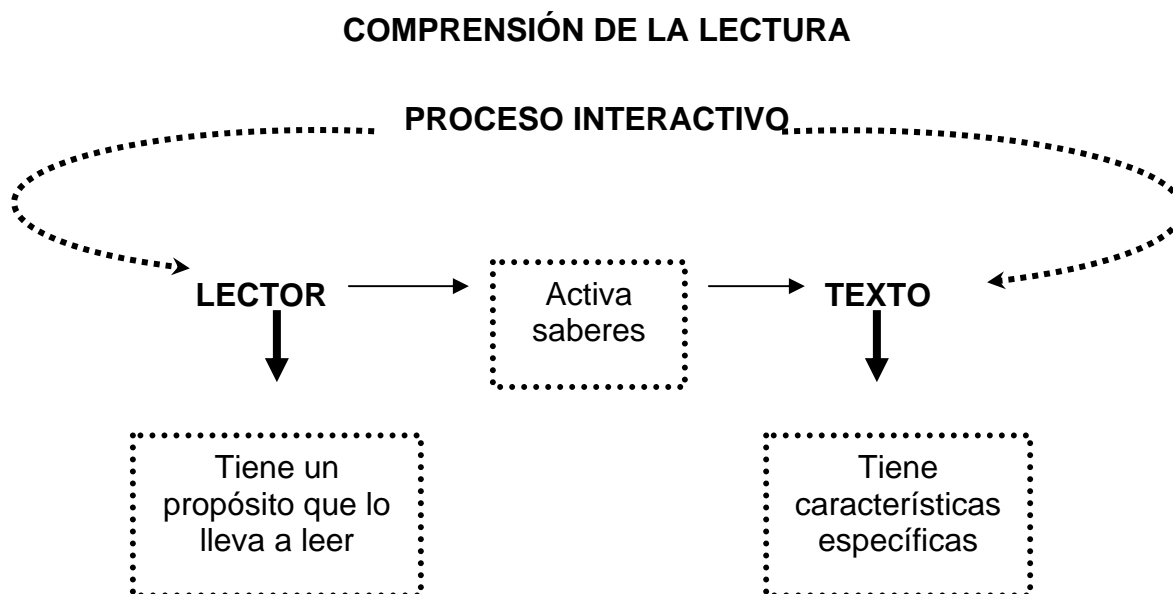 COMPRENSIÓN DE LA LECTURA
PROCESO INTERACTIVO
LECTOR
Activa
saberes
TEXTO
Tiene un
propósito que lo
lleva a leer
Tiene
características
específicas